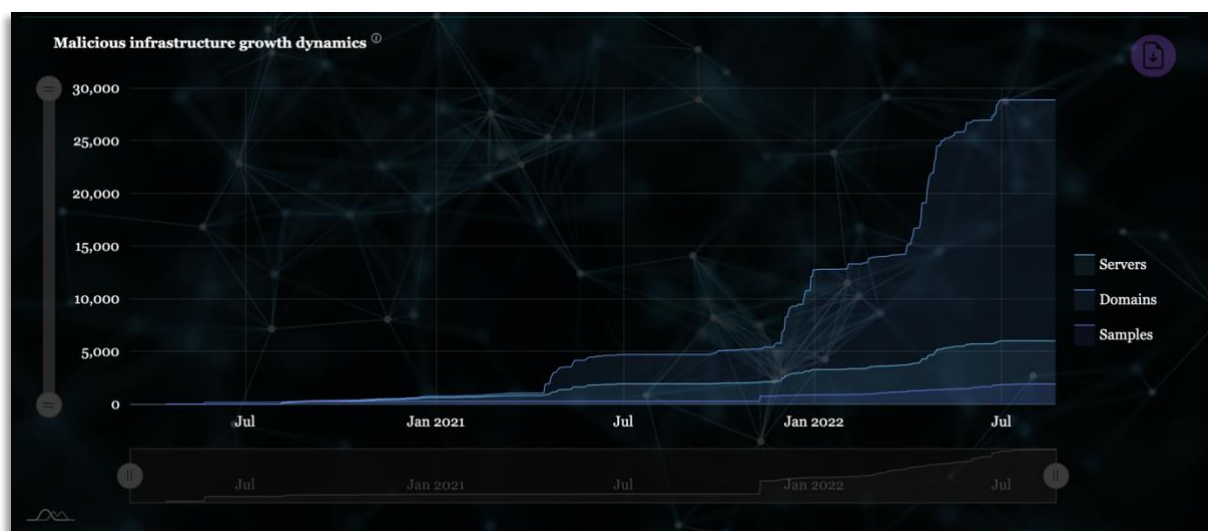 Malicious infrastructure growth dynamics
30,000
25,000
20,000
15,000
10,000
5,000
0
Jul
Jan 2021
Jul
Jan 2022
Jul
Servers
Domains
Samples
Jul
Jan 2021
Jul
Jan 2022
Jul